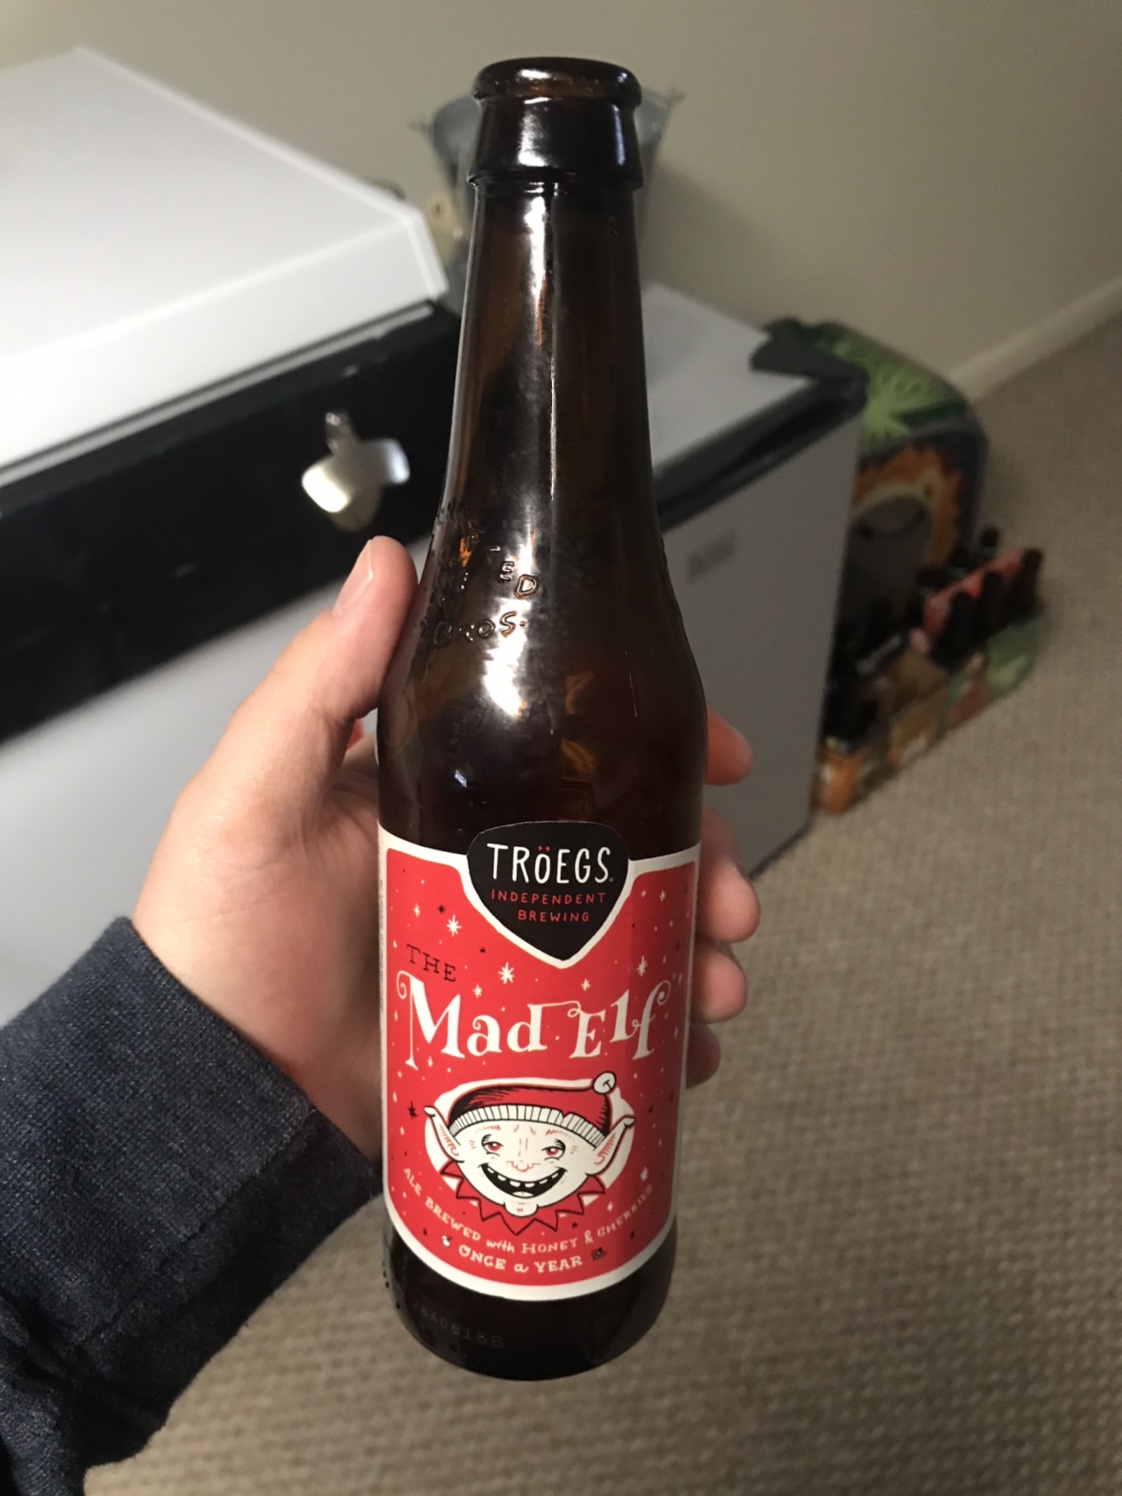 TRÖEGS
INDEPENDENT
BREWING
THE
Mad Elf
ALE BREWED with HONEY & CHERRIES
ONCE a YEAR